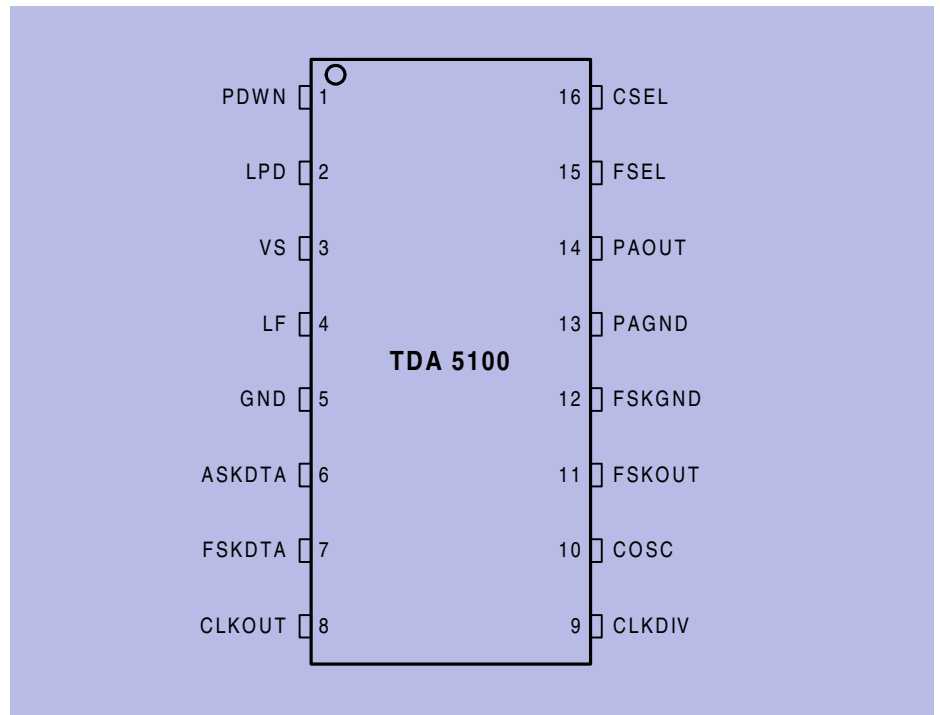 PDWN 1 16 CSEL
LPD 2 15 FSEL
VS 3 14 PAOUT
LF 4 13 PAGND
TDA 5100
GND 5 12 FSKGND
ASKDTA 6 11 FSKOUT
FSKDTA 7 10 COSC
CLKOUT 8 9 CLKDIV